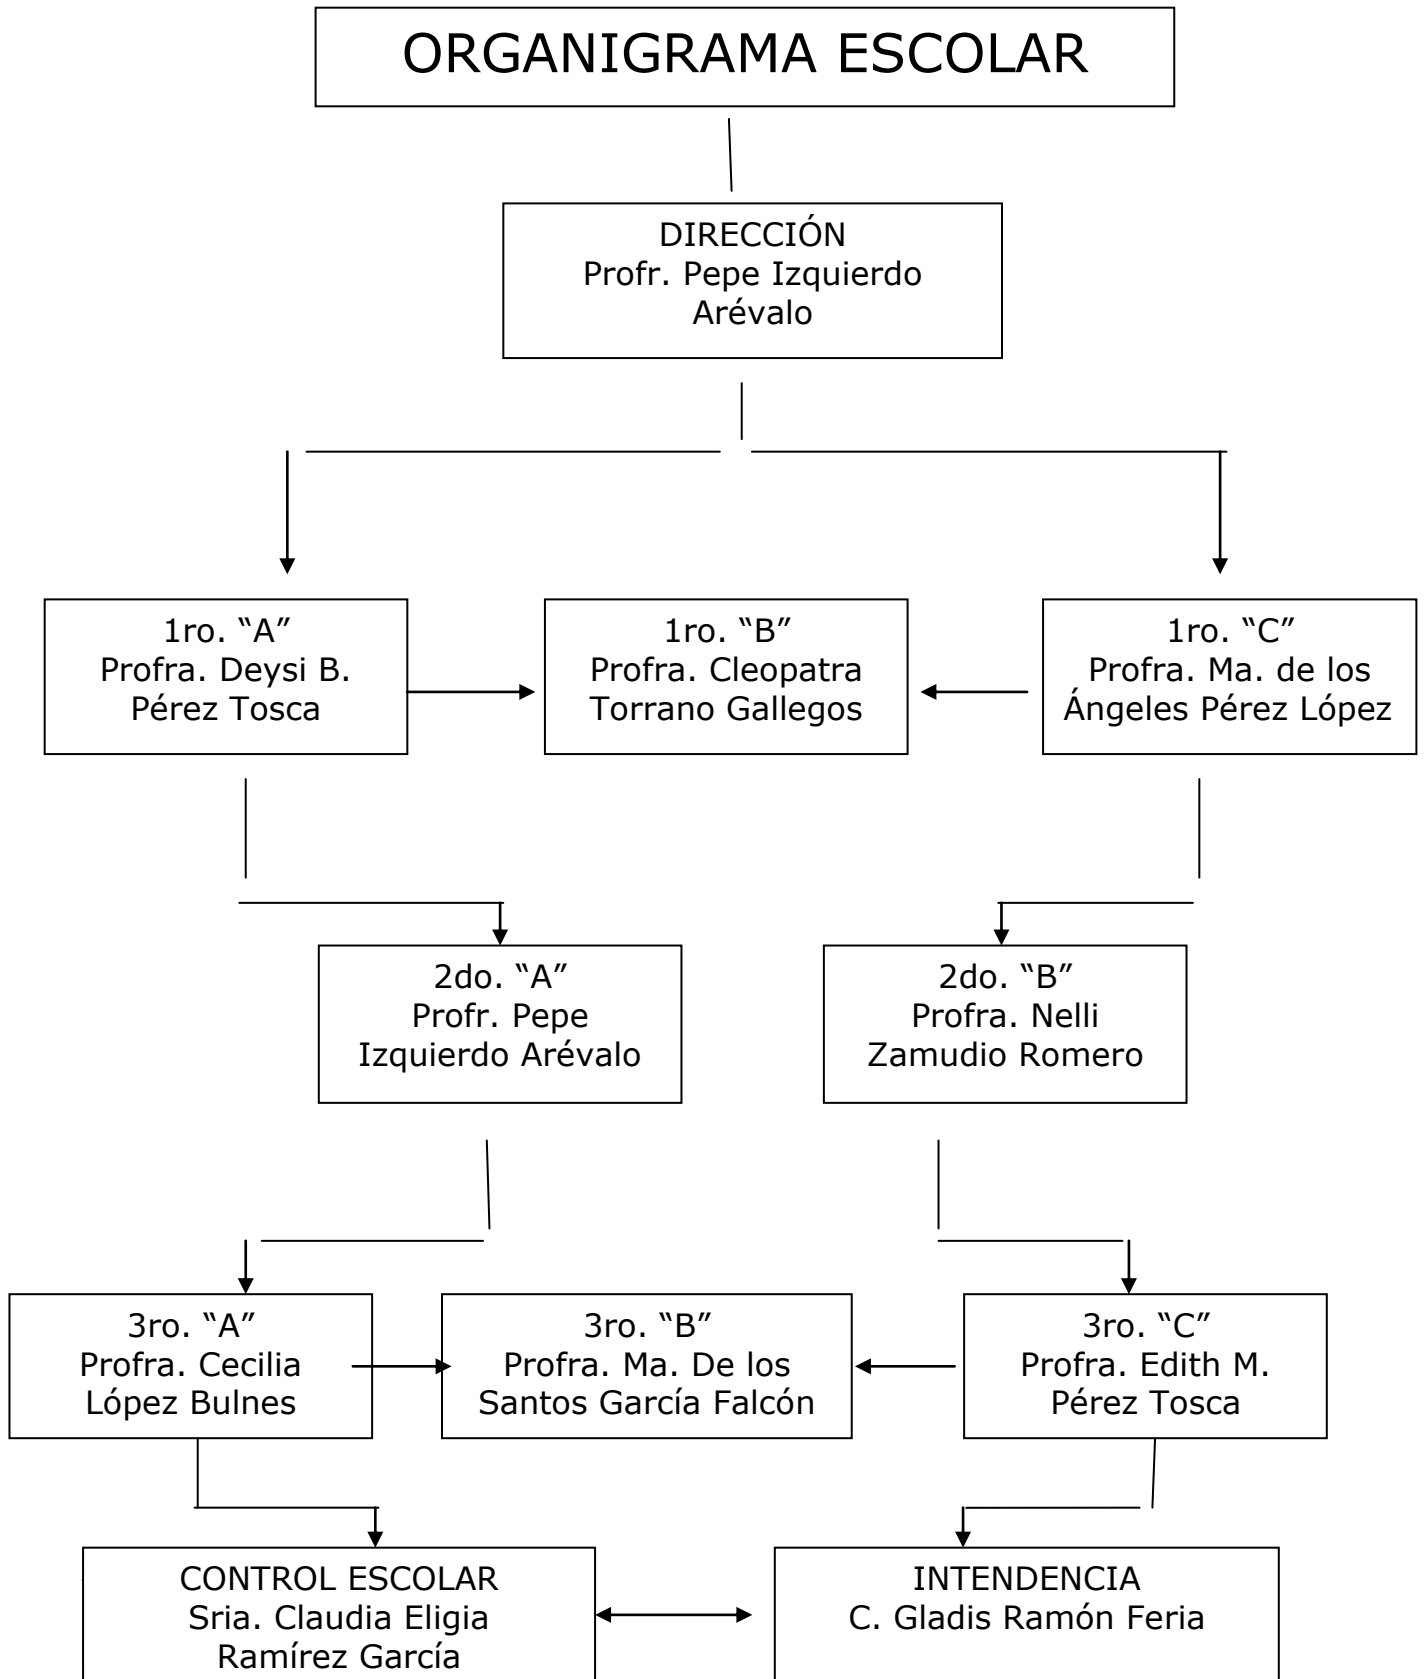 ORGANIGRAMA ESCOLAR
DIRECCIÓN
Profr. Pepe Izquierdo
Arévalo
1ro. “A”
Profra. Deysi B.
Pérez Tosca
1ro. “B”
Profra. Cleopatra
Torrano Gallegos
1ro. “C”
Profra. Ma. de los
Ángeles Pérez López
2do. “A”
Profr. Pepe
Izquierdo Arévalo
2do. “B”
Profra. Nelli
Zamudio Romero
3ro. “A”
Profra. Cecilia
López Bulnes
3ro. “B”
Profra. Ma. De los
Santos García Falcón
3ro. “C”
Profra. Edith M.
Pérez Tosca
CONTROL ESCOLAR
Sria. Claudia Eligia
Ramírez García
INTENDENCIA
C. Gladis Ramón Feria